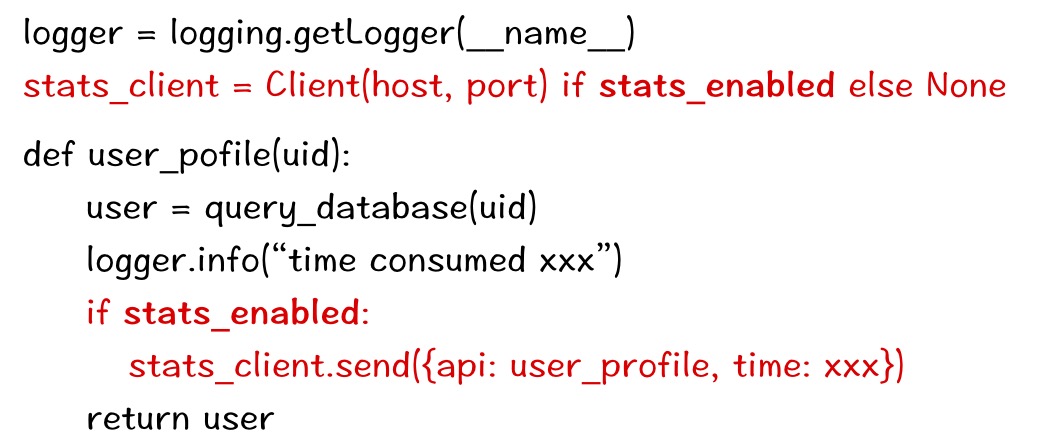 logger = logging.getLogger(__name__)
stats_client = Client(host, port) if stats_enabled else None
def user_pofile(uid):
user = query_database(uid)
logger.info(“time consumed xxx”)
if stats_enabled:
stats_client.send({api: user_profile, time: xxx})
return user